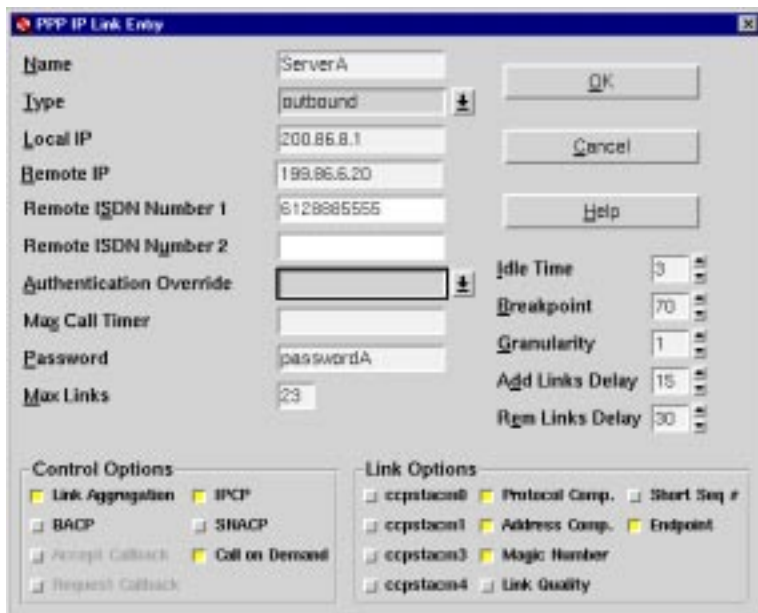 PPP IP Link Entry
Name ServerA
Type outbound
Local IP 200.86.8.1
Remote IP 199.86.6.20
Remote ISDN Number 1 6128885555
Remote ISDN Number 2
Authentication Override
Max Call Timer
Password passwordA
Max Links 23
OK
Cancel
Help
Idle Time 3
Breakpoint 70
Granularity 1
Add Links Delay 15
Rem Links Delay 30
Control Options
Link Aggregation IPCP
BACP SNACP
Accept Callback Call on Demand
Request Callback
Link Options
ccpstacm0 Protocol Comp. Short Seq #
ccpstacm1 Address Comp. Endpoint
ccpstacm3 Magic Number
ccpstacm4 Link Quality